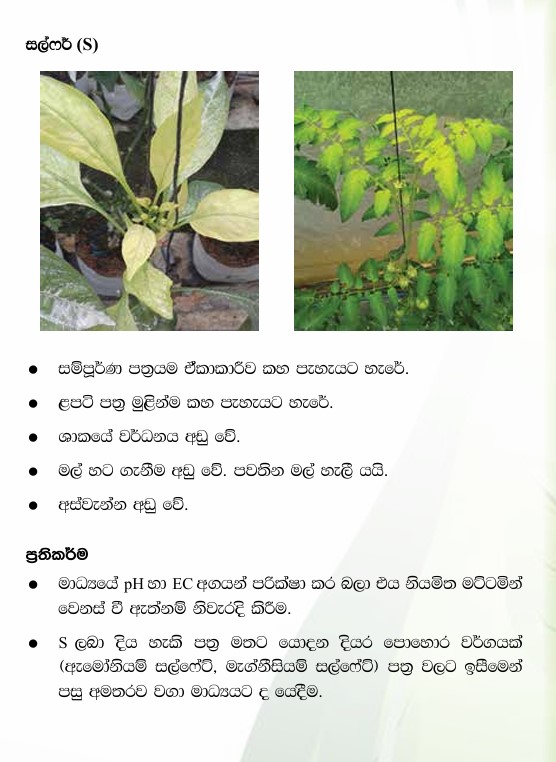 සල්ෆර් (S)
● සම්පූර්ණ පත්‍රයම ඒකාකාරීව කහ පැහැයට හැරේ.
● ළපටි පත්‍ර මුළින්ම කහ පැහැයට හැරේ.
● ශාකයේ වර්ධනය අඩු වේ.
● මල් හට ගැනීම අඩු වේ. පවතින මල් හැලී යයි.
● අස්වැන්න අඩු වේ.
ප්‍රතිකර්ම
● මාධ්‍යයේ pH හා EC අගයන් පරික්ෂා කර බලා එය නියමිත මට්ටමින්
වෙනස් වී ඇත්නම් නිවැරදි කිරීම.
● S ලබා දිය හැකි පත්‍ර මතට යොදන දියර පොහොර වර්ගයක්
(ඇමෝනියම් සල්ෆේට්, මැග්නීසියම් සල්ෆේට්) පත්‍ර වලට ඉසීමෙන්
පසු අමතරව වගා මාධ්‍යයට ද යෙදීම.